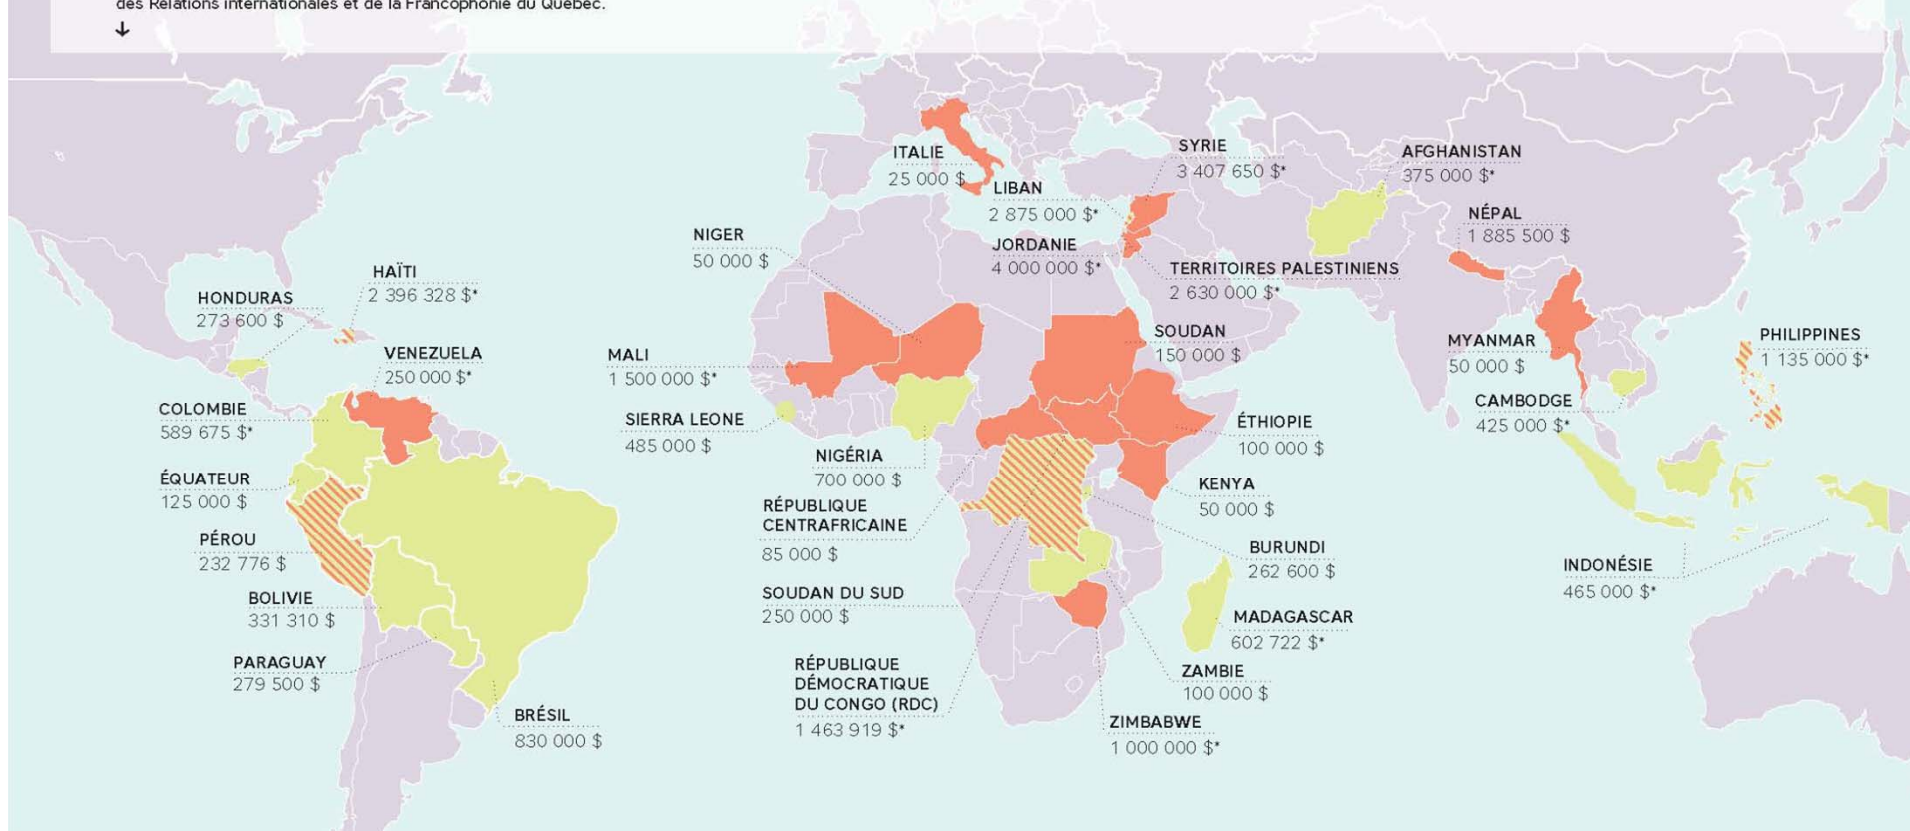 des Relations internationales et de la Francophonie du Québec.
↓
ITALIE
25 000 $
SYRIE
3 407 650 $*
AFGHANISTAN
375 000 $*
LIBAN
2 875 000 $*
NÉPAL
1 885 500 $
NIGER
50 000 $
JORDANIE
4 000 000 $*
TERRITOIRES PALESTINIENS
2 630 000 $*
HAÏTI
2 396 328 $*
HONDURAS
273 600 $
SOUDAN
150 000 $
MYANMAR
50 000 $
PHILIPPINES
1 135 000 $*
VENEZUELA
250 000 $*
MALI
1 500 000 $*
CAMBODGE
425 000 $*
COLOMBIE
589 675 $*
SIERRA LEONE
485 000 $
ÉTHIOPIE
100 000 $
NIGÉRIA
700 000 $
ÉQUATEUR
125 000 $
KENYA
50 000 $
RÉPUBLIQUE
CENTRAFRICAINE
85 000 $
PÉROU
232 776 $
BURUNDI
262 600 $
INDONÉSIE
465 000 $*
BOLIVIE
331 310 $
SOUDAN DU SUD
250 000 $
MADAGASCAR
602 722 $*
PARAGUAY
279 500 $
RÉPUBLIQUE
DÉMOCRATIQUE
DU CONGO (RDC)
1 463 919 $*
ZAMBIE
100 000 $
BRÉSIL
830 000 $
ZIMBABWE
1 000 000 $*